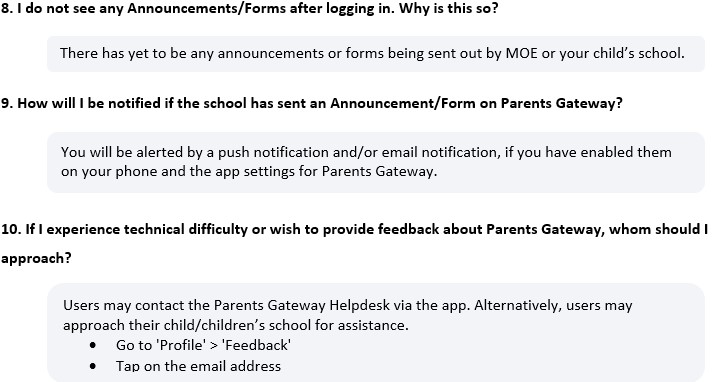 8. I do not see any Announcements/Forms after logging in. Why is this so?
There has yet to be any announcements or forms being sent out by MOE or your child’s school.
9. How will I be notified if the school has sent an Announcement/Form on Parents Gateway?
You will be alerted by a push notification and/or email notification, if you have enabled them
on your phone and the app settings for Parents Gateway.
10. If I experience technical difficulty or wish to provide feedback about Parents Gateway, whom should I
approach?
Users may contact the Parents Gateway Helpdesk via the app. Alternatively, users may
approach their child/children’s school for assistance.
• Go to 'Profile' > 'Feedback'
• Tap on the email address